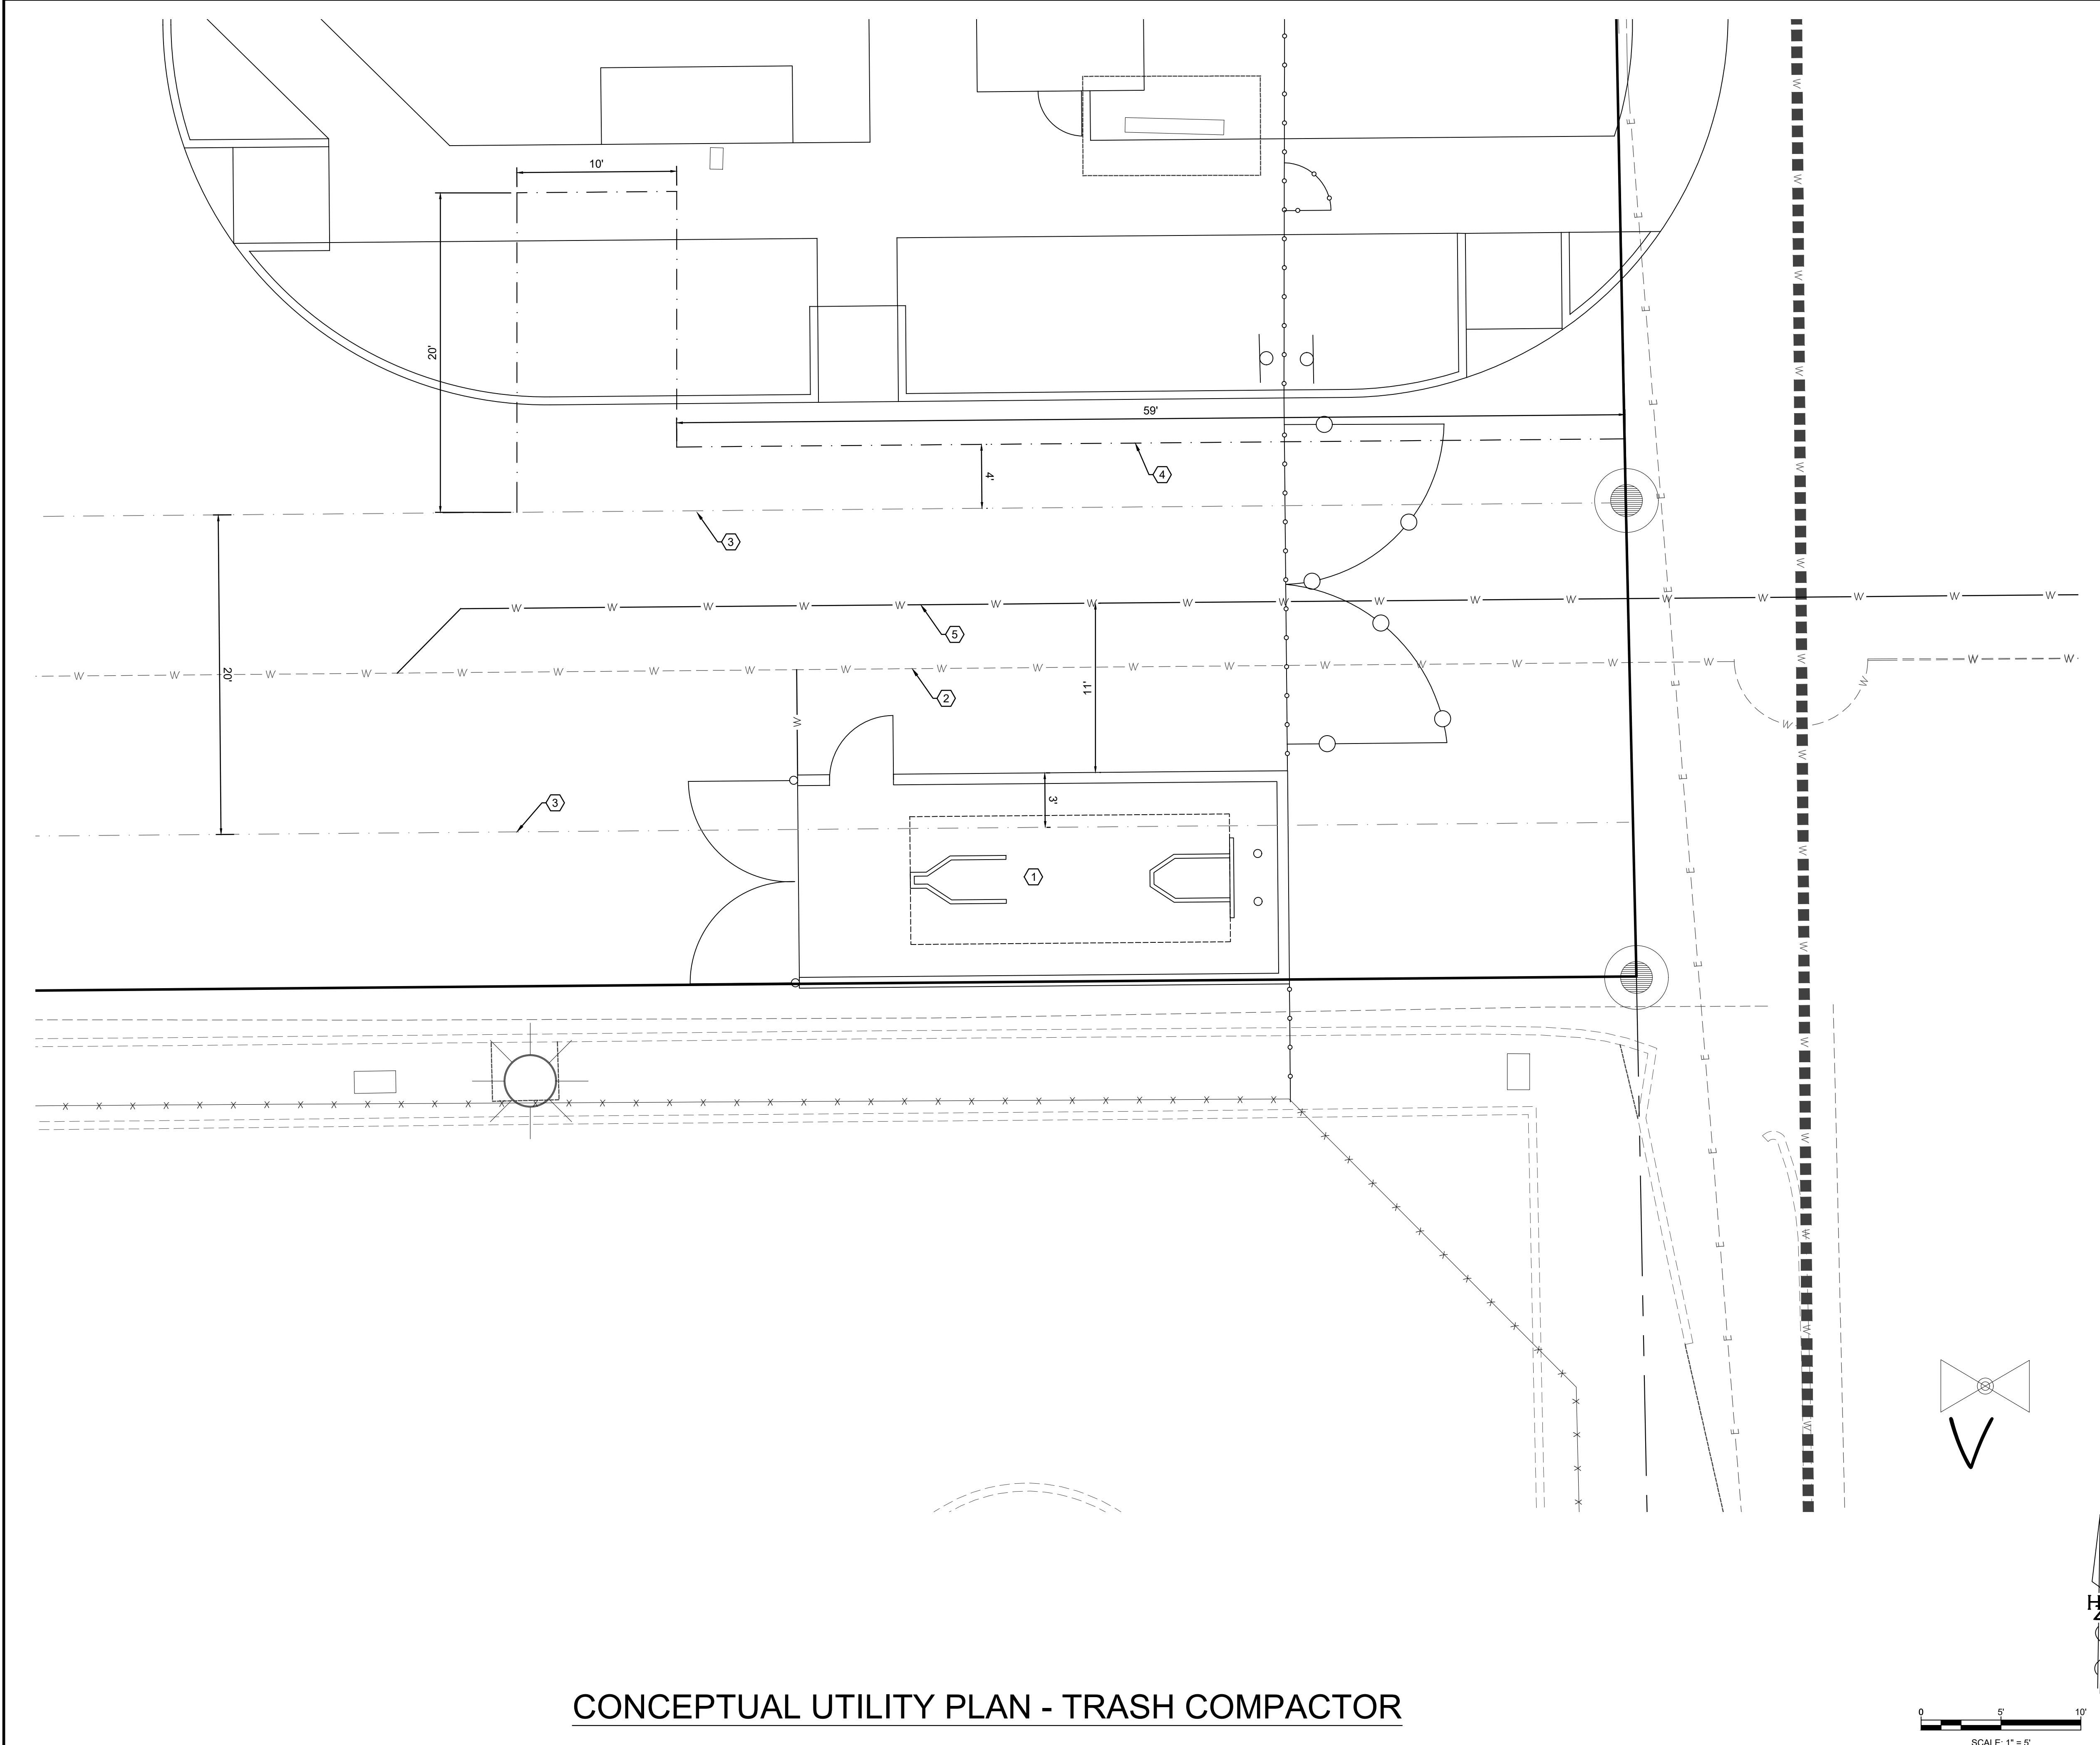 10'
20'
59'
4'
4
3
W W W W W W W W W W W W W W W W W
5
W W W W W W W W W W W W W W W W W W W W
20'
11'
2
W
3
3'
1
CONCEPTUAL UTILITY PLAN - TRASH COMPACTOR
0 5' 10'
SCALE: 1" = 5'